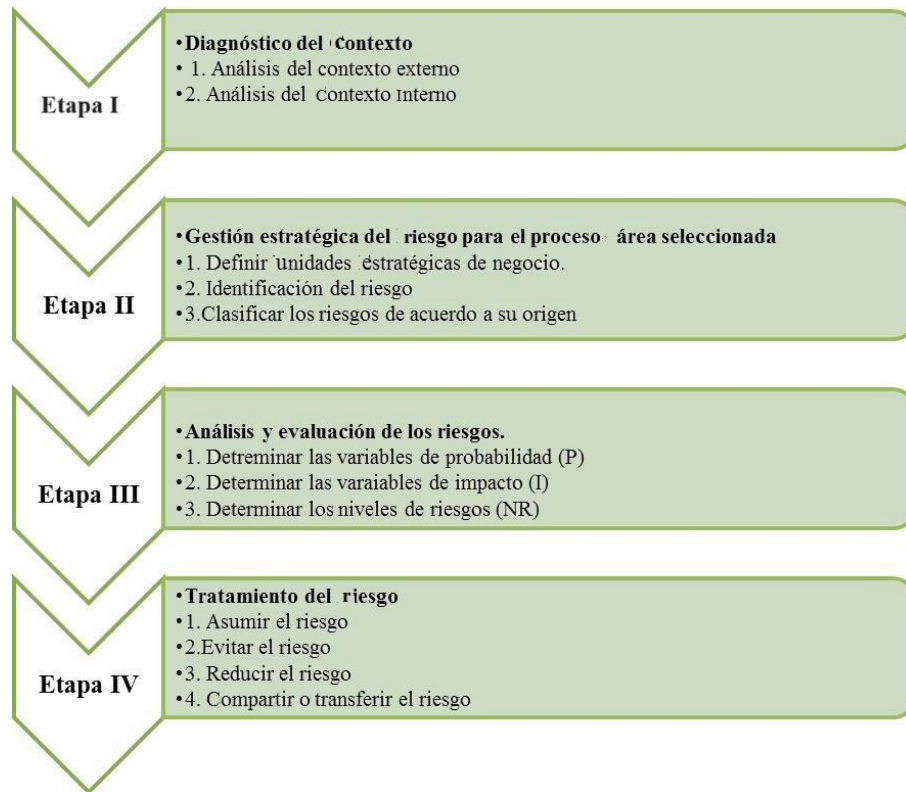 Etapa I
•Diagnóstico del contexto
• 1. Análisis del contexto externo
•2. Análisis del Contexto Interno
Etapa II
•Gestión estratégica del riesgo para el proceso área seleccionada
•1. Definir unidades estratégicas de negocio.
•2. Identificación del riesgo
•3.Clasificar los riesgos de acuerdo a su origen
Etapa III
•Análisis y evaluación de los riesgos.
•1. Detreminar las variables de probabilidad (P)
•2. Determinar las varaiables de impacto (I)
•3. Determinar los niveles de riesgos (NR)
Etapa IV
•Tratamiento del riesgo
•1. Asumir el riesgo
•2.Evitar el riesgo
•3. Reducir el riesgo
•4. Compartir o transferir el riesgo